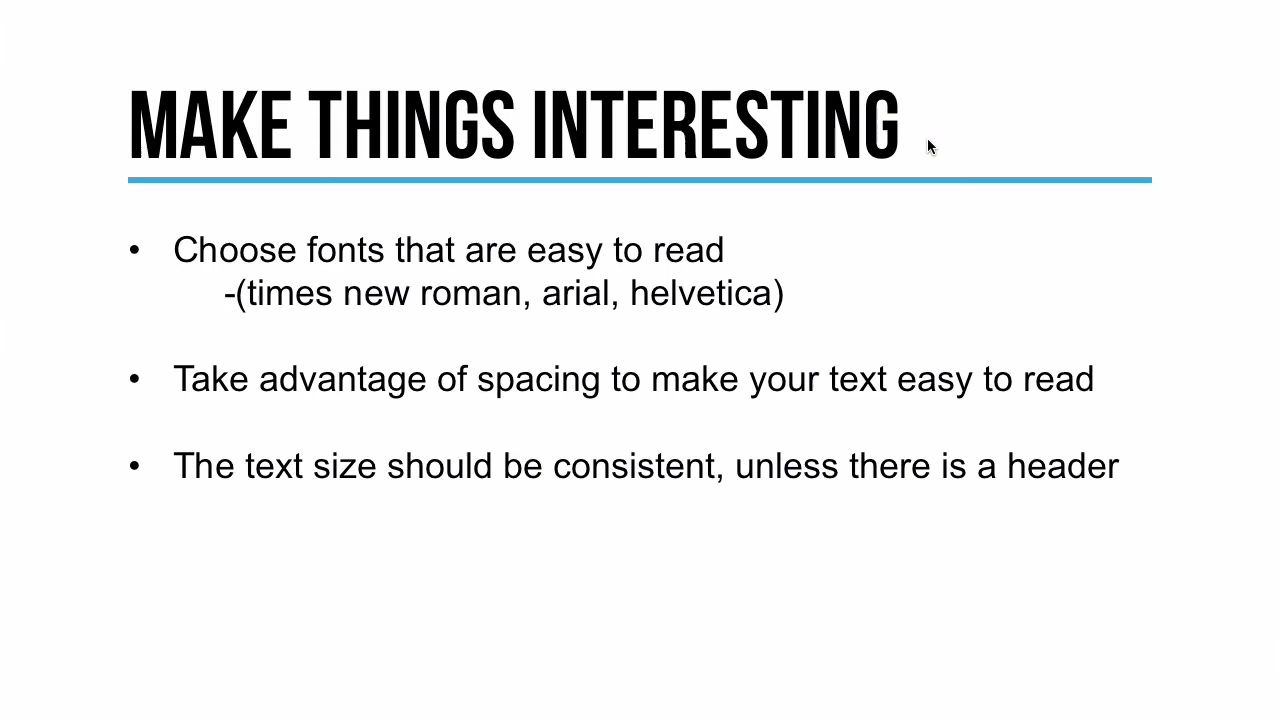 MAKE THINGS INTERESTING
• Choose fonts that are easy to read
-(times new roman, arial, helvetica)
• Take advantage of spacing to make your text easy to read
• The text size should be consistent, unless there is a header